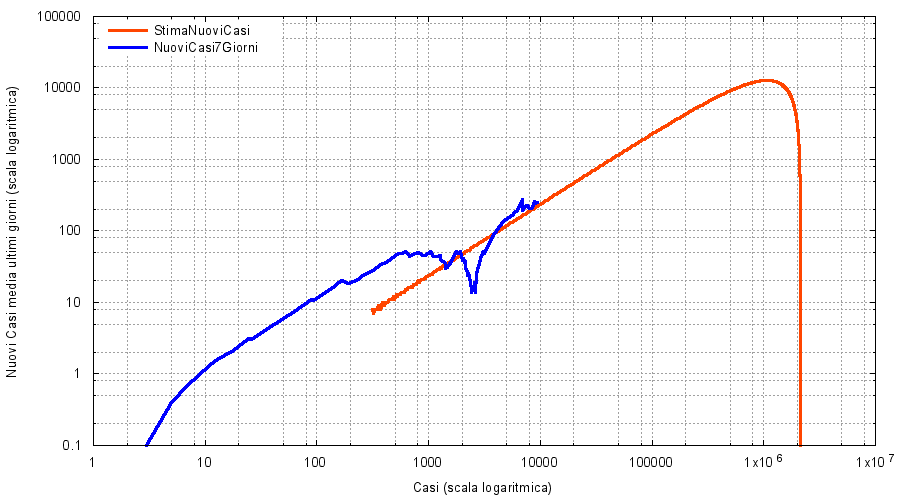 100000
10000
1000
100
10
1
0.1
Nuovi Casi media ultimi giorni (scala logaritmica)
StimaNuoviCasi
NuoviCasi7Giorni
1 10 100 1000 10000 100000 1x10 6 1x10 7
Casi (scala logaritmica)